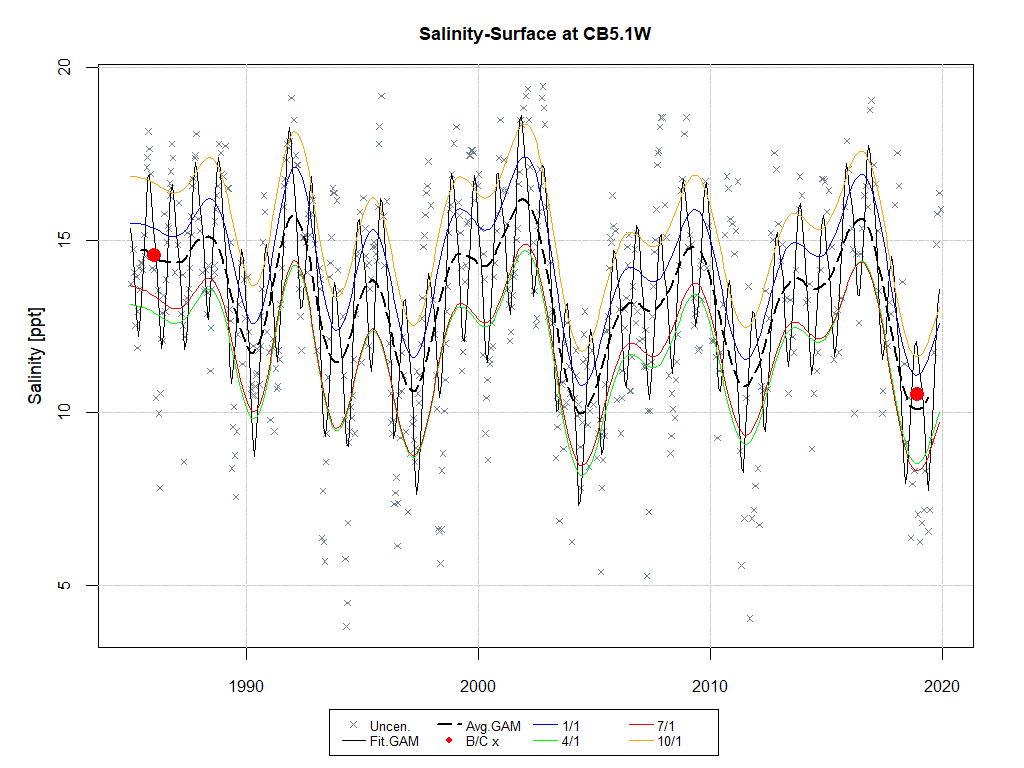 Salinity-Surface at CB5.1W
Salinity [ppt]
20
15
10
5
1990 2000 2010 2020
Uncen. Avg.GAM 1/1 7/1
Fit.GAM B/C x 4/1 10/1